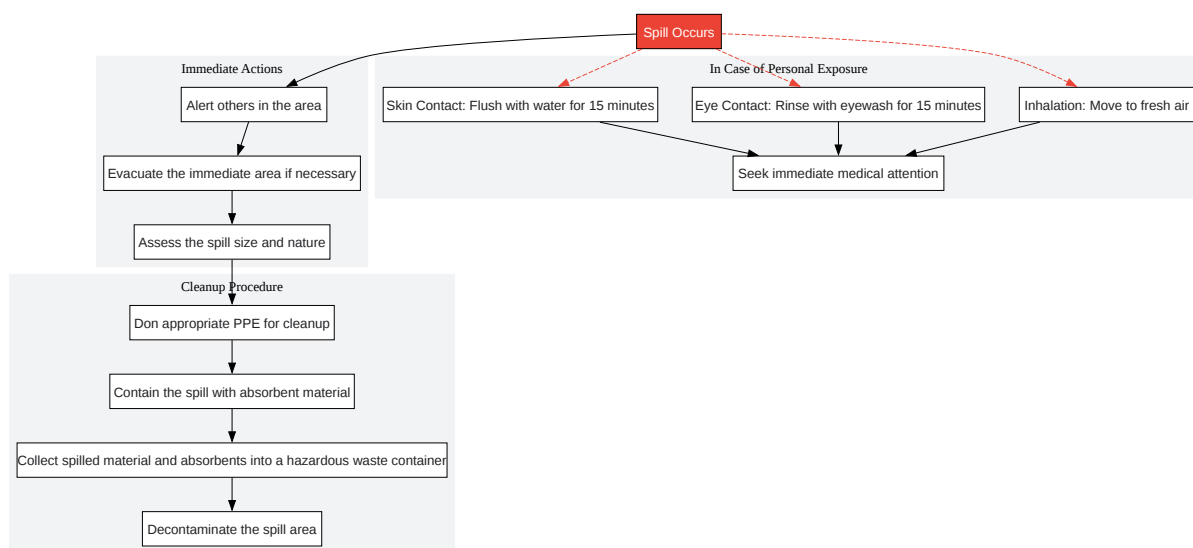 Spill Occurs
Immediate Actions
Alert others in the area
Evacuate the immediate area if necessary
Assess the spill size and nature
In Case of Personal Exposure
Skin Contact: Flush with water for 15 minutes
Eye Contact: Rinse with eyewash for 15 minutes
Inhalation: Move to fresh air
Seek immediate medical attention
Cleanup Procedure
Don appropriate PPE for cleanup
Contain the spill with absorbent material
Collect spilled material and absorbents into a hazardous waste container
Decontaminate the spill area